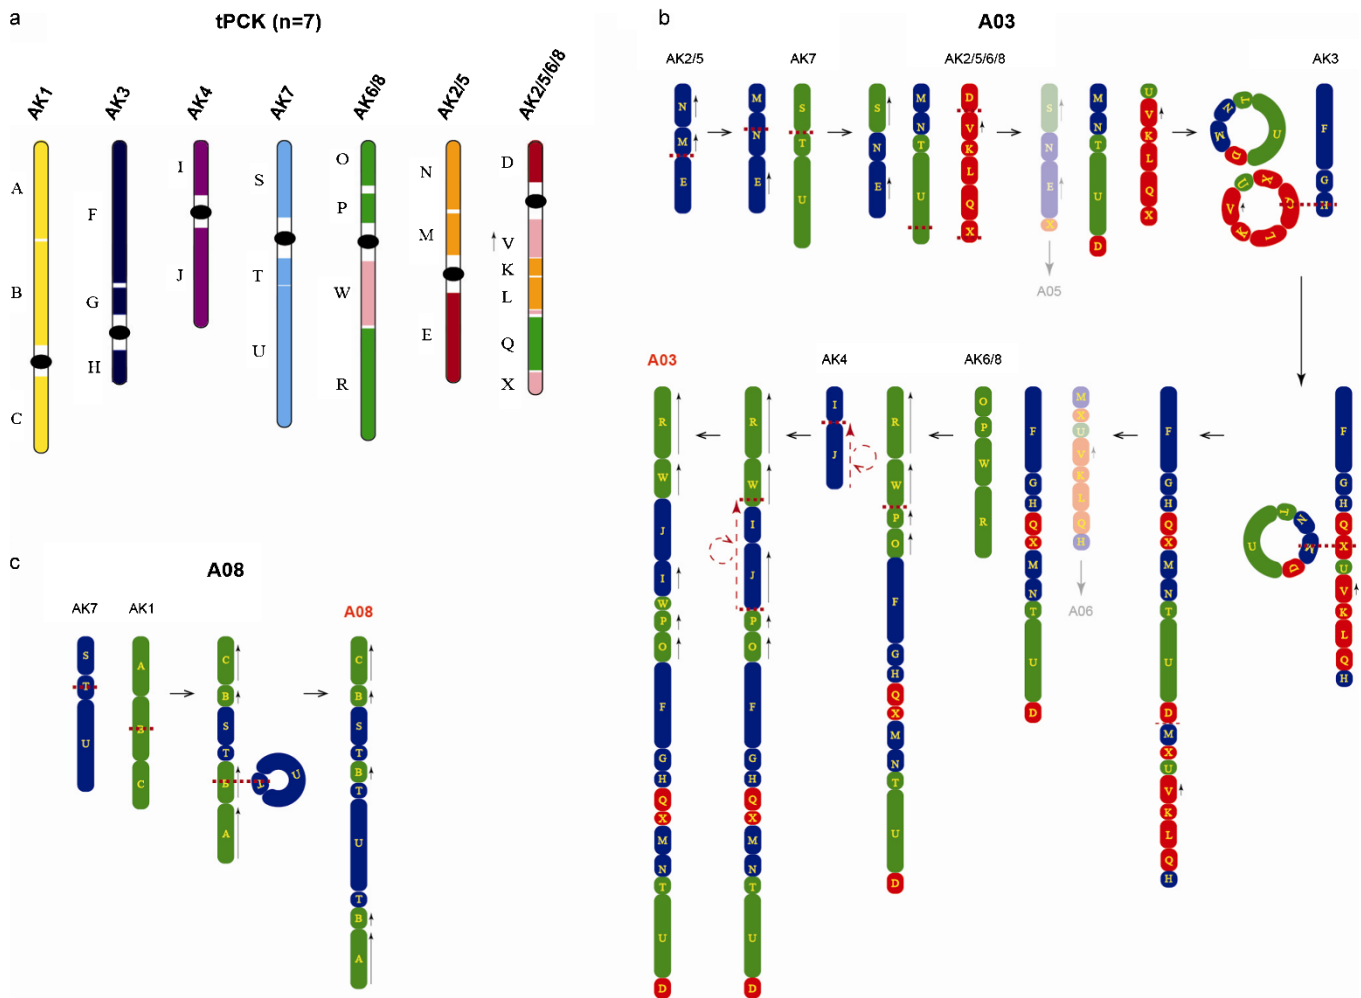 a
tPCK (n=7)
AK1
AK3
AK4
AK7
AK6/8
AK2/5
AK2/5/6/8
A
B
C
F
G
H
I
J
S
T
U
O
P
W
R
N
M
E
D
V
K
L
Q
X
b
A03
AK2/5
AK7
AK2/5/6/8
AK3
N
M
E
M
N
E
S
T
U
S
N
E
M
N
T
U
D
V
K
L
Q
X
S
N
E
X
A05
M
N
T
U
D
U
V
K
L
Q
X
T
N
M
D
U
U
X
Q
L
K
V
F
G
H
A03
AK4
AK6/8
R
W
J
I
W
P
O
F
G
H
Q
X
M
N
T
U
D
R
W
I
J
P
O
F
G
H
Q
X
M
N
T
U
D
I
J
R
W
P
O
F
G
H
Q
X
M
N
T
U
D
O
P
W
R
F
G
H
Q
X
M
N
T
U
D
M
X
U
V
K
L
Q
H
A06
F
G
H
Q
X
M
N
T
U
D
M
X
U
V
K
L
Q
H
T
N
M
D
U
F
G
H
Q
X
U
V
K
L
Q
H
c
A08
AK7
AK1
A08
S
T
U
A
B
C
C
B
S
T
B
A
T
U
C
B
S
T
B
T
U
T
B
A